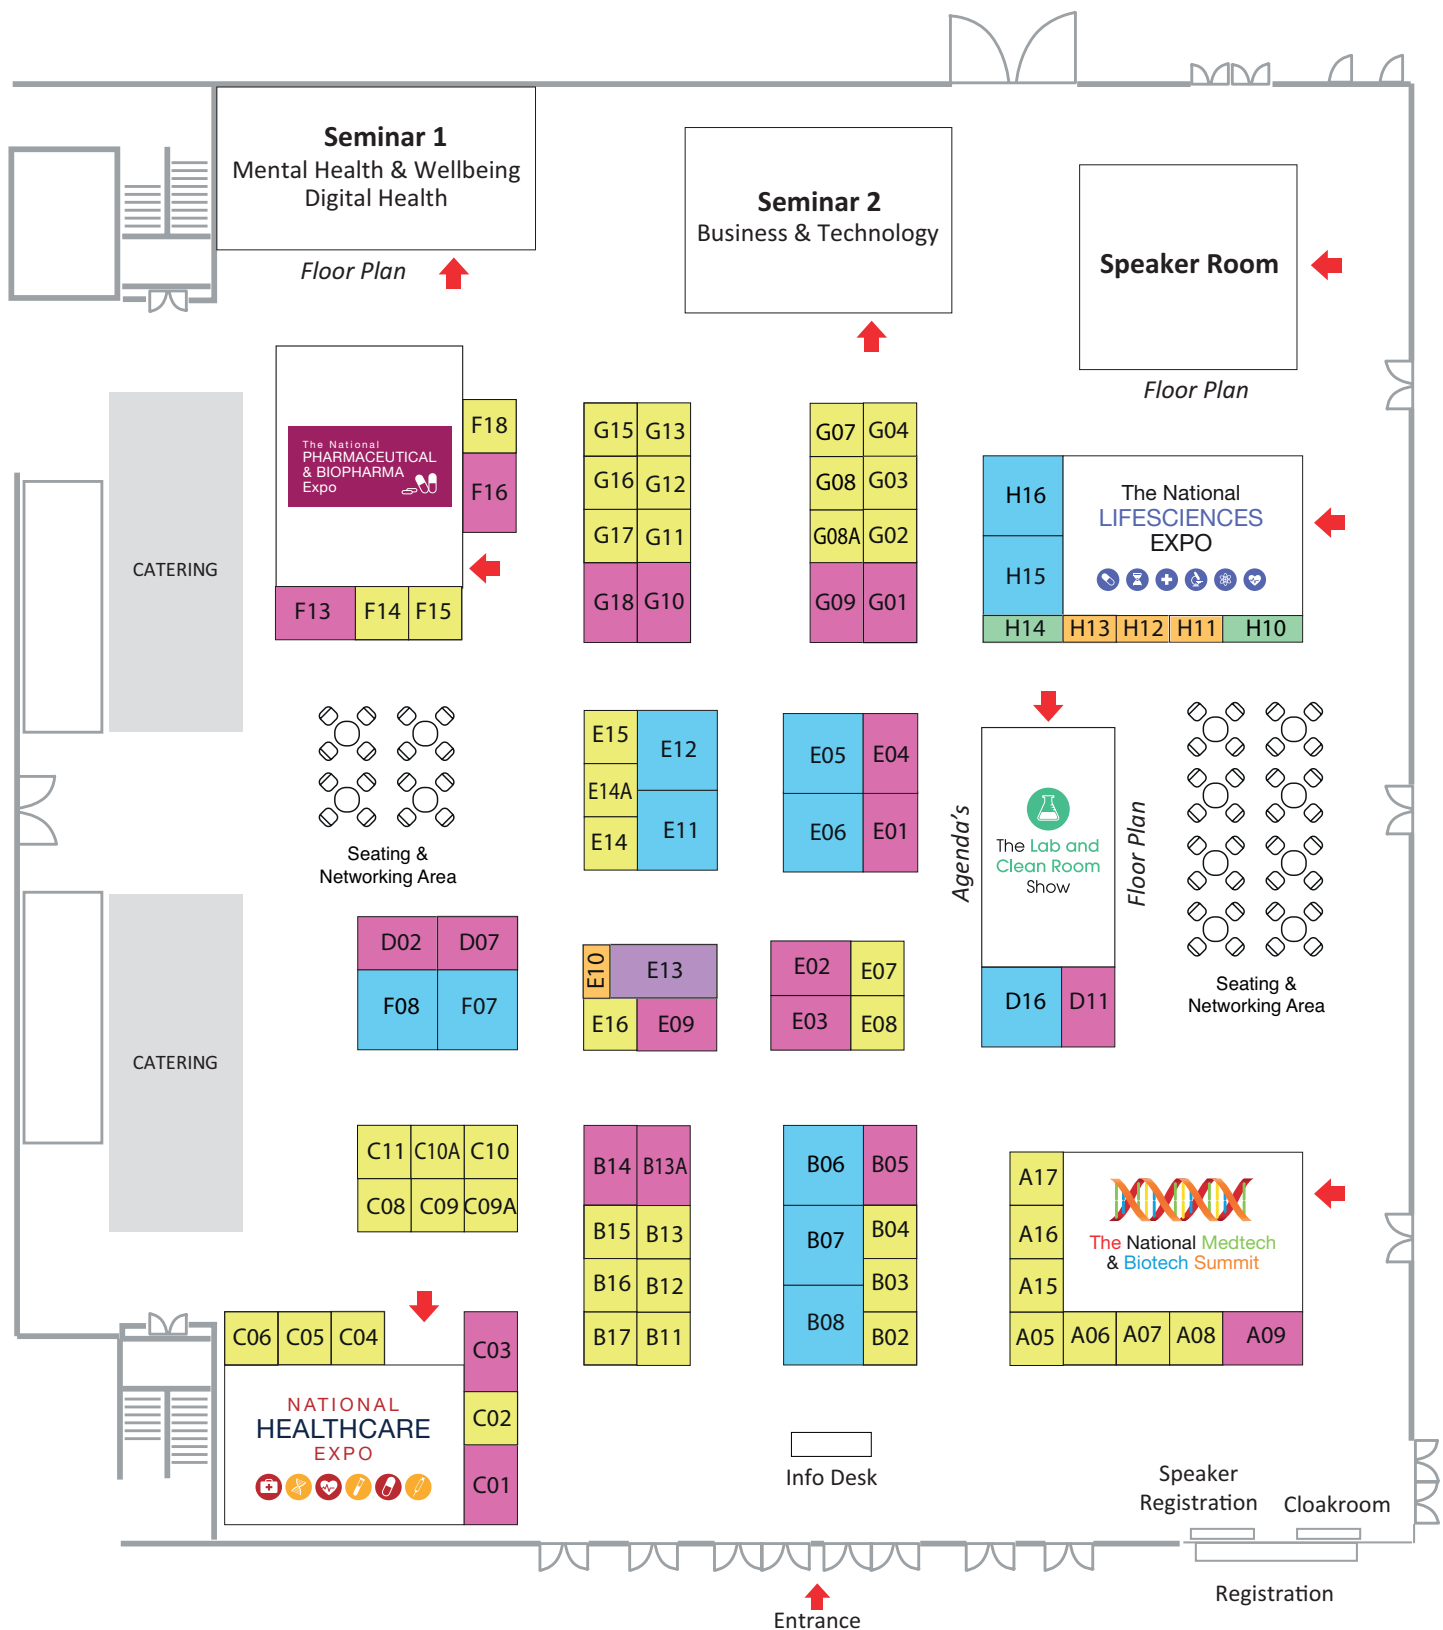 Seminar 1
Mental Health & Wellbeing
Digital Health
Floor Plan
Seminar 2
Business & Technology
Speaker Room
Floor Plan
CATERING
The National
PHARMACEUTICAL
& BIOPHARMA
Expo
F18
F16
F13 F14 F15
G15 G13
G16 G12
G17 G11
G18 G10
G07 G04
G08 G03
G08A G02
G09 G01
H16
H15
The National
LIFESCIENCES
EXPO
H14 H13 H12 H11 H10
Seating &
Networking Area
E15 E12
E14A
E14 E11
E05 E04
E06 E01
Agenda's
The Lab and
Clean Room
Show
Floor Plan
D16 D11
Seating &
Networking Area
CATERING
D02 D07
F08 F07
E10 E13
E16 E09
E02 E07
E03 E08
C11 C10A C10
C08 C09 C09A
B14 B13A
B15 B13
B16 B12
B17 B11
B06 B05
B07 B04
B03
B08 B02
A17
A16
A15
The National Medtech
& Biotech Summit
A05 A06 A07 A08 A09
C06 C05 C04
C03
C02
C01
NATIONAL
HEALTHCARE
EXPO
Info Desk
Speaker
Registration
Cloakroom
Registration
Entrance